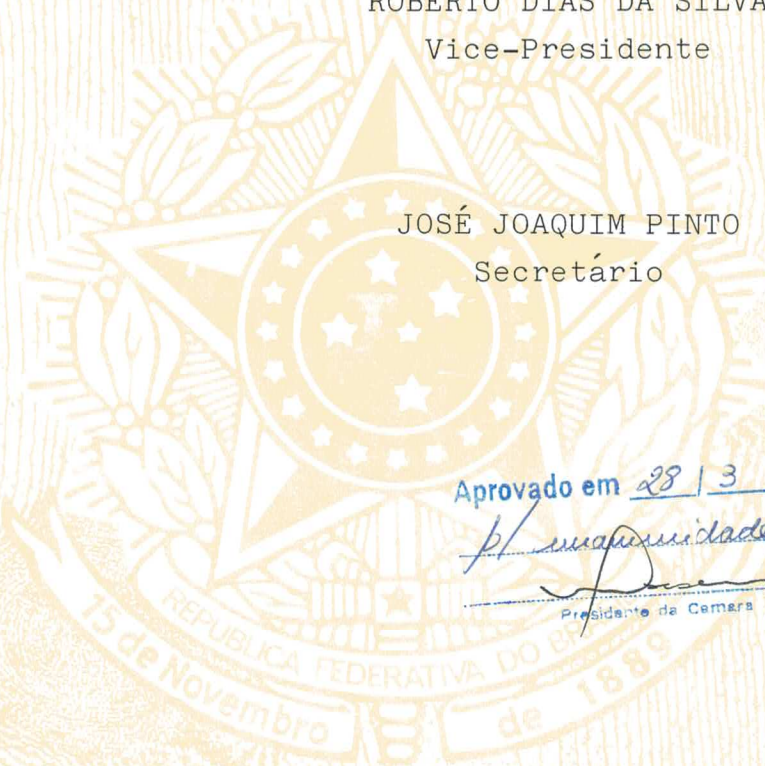 ROBERTO DIAS DA SILVA
Vice-Presidente
JOSÉ JOAQUIM PINTO
Secretário
Aprovado em 28 / 3
p/ unanimidade
Presidente da Camara
REPUBLICA FEDERATIVA DO
15 de Novembro de 1889